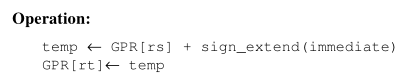 Operation:
temp ← GPR[rs] + sign_extend(immediate)
GPR[rt]← temp